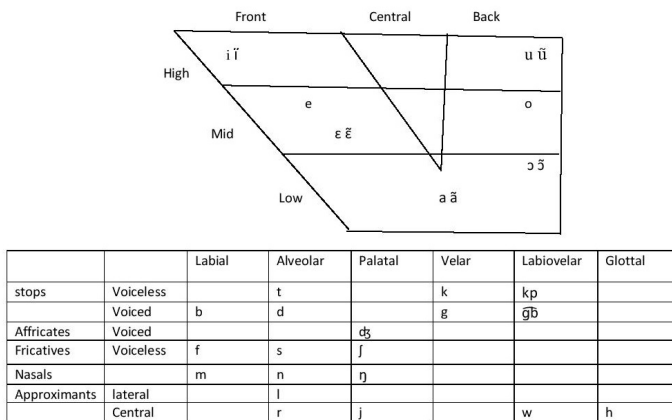 Front Central Back
i ï u ũ
High
e o
Mid ɛ ɛ̃
ɔ ɔ̃
Low a ã
Labial Alveolar Palatal Velar Labiovelar Glottal
stops Voiceless t k kp
Voiced b d g g͡b
Affricates Voiced ʤ
Fricatives Voiceless f s ʃ
Nasals m n ŋ
Approximants lateral l
Central r j w h